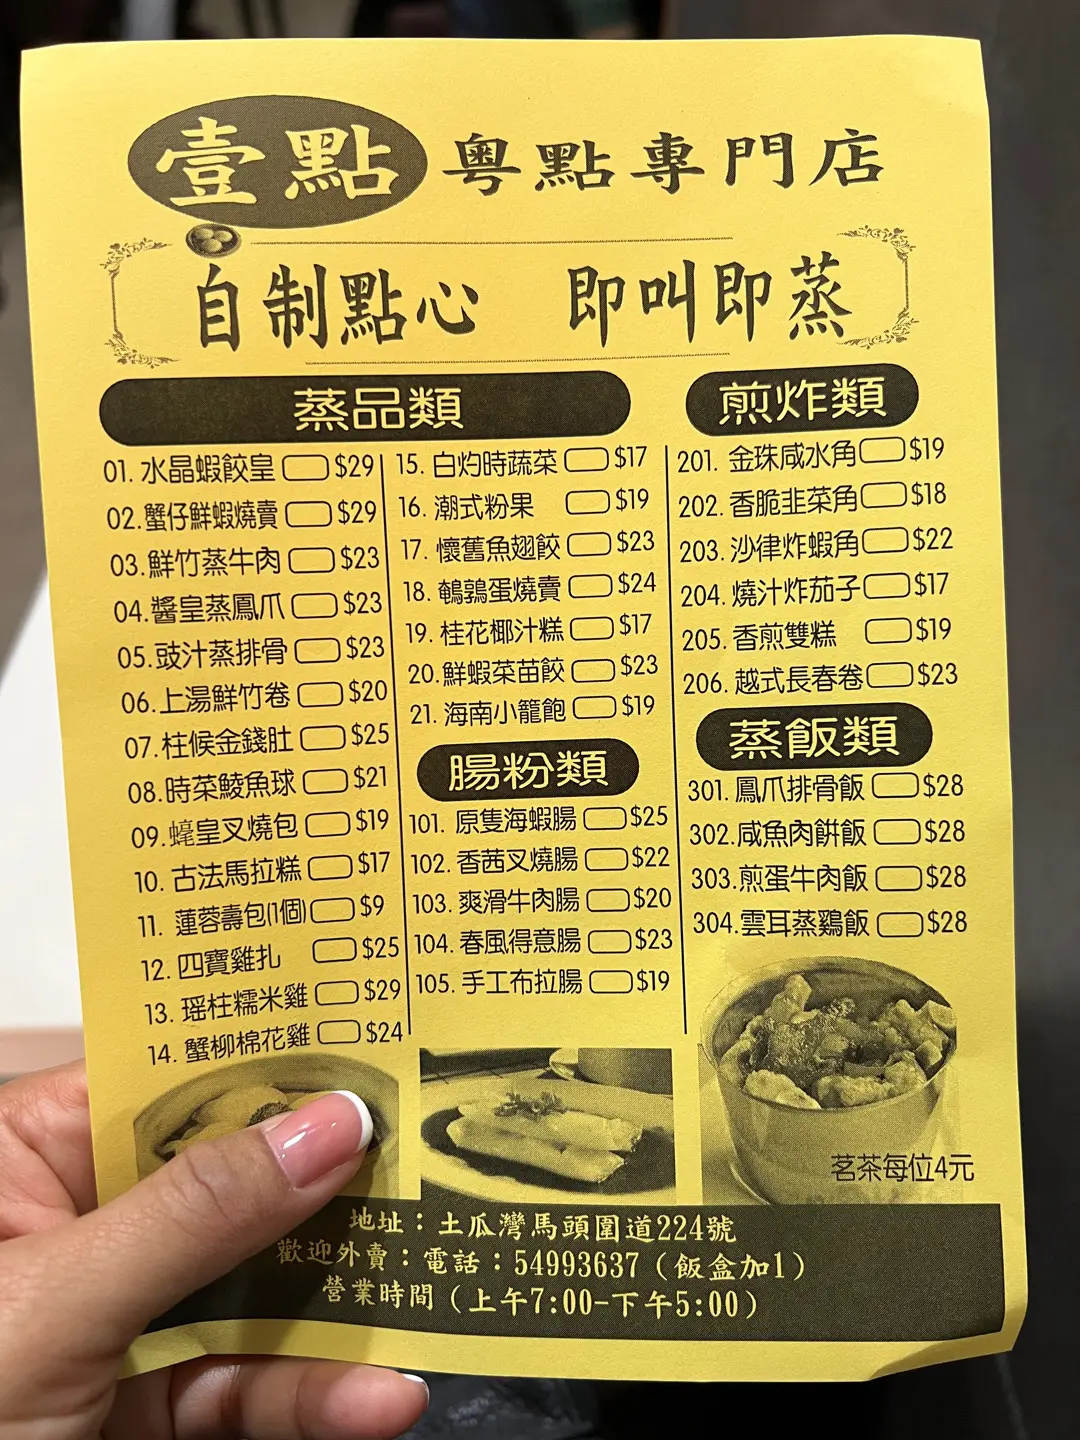 壹點 粵點專門店
自制點心 即叫即蒸
蒸品類
01. 水晶蝦餃皇 $29
02. 蟹仔鮮蝦燒賣 $29
03. 鮮竹蒸牛肉 $23
04. 醬皇蒸鳳爪 $23
05. 豉汁蒸排骨 $23
06. 上湯鮮竹卷 $20
07. 柱候金錢肚 $25
08. 時菜鯪魚球 $21
09. 蠔皇叉燒包 $19
10. 古法馬拉糕 $17
11. 蓮蓉壽包(1個) $9
12. 四寶雞扎 $25
13. 瑶柱糯米雞 $29
14. 蟹柳棉花雞 $24
15. 白灼時蔬菜 $17
16. 潮式粉果 $19
17. 懷舊魚翅餃 $23
18. 鵪鶉蛋燒賣 $24
19. 桂花椰汁糕 $17
20. 鮮蝦菜苗餃 $23
21. 海南小籠飽 $19
腸粉類
101. 原隻海蝦腸 $25
102. 香茜叉燒腸 $22
103. 爽滑牛肉腸 $20
104. 春風得意腸 $23
105. 手工布拉腸 $19
煎炸類
201. 金珠咸水角 $19
202. 香脆韭菜角 $18
203. 沙律炸蝦角 $22
204. 燒汁炸茄子 $17
205. 香煎雙糕 $19
206. 越式長春卷 $23
蒸飯類
301. 鳳爪排骨飯 $28
302. 咸魚肉餠飯 $28
303. 煎蛋牛肉飯 $28
304. 雲耳蒸鷄飯 $28
茗茶每位4元
地址：土瓜灣馬頭圍道224號
歡迎外賣：電話：54993637（飯盒加1）
營業時間（上午7:00-下午5:00）